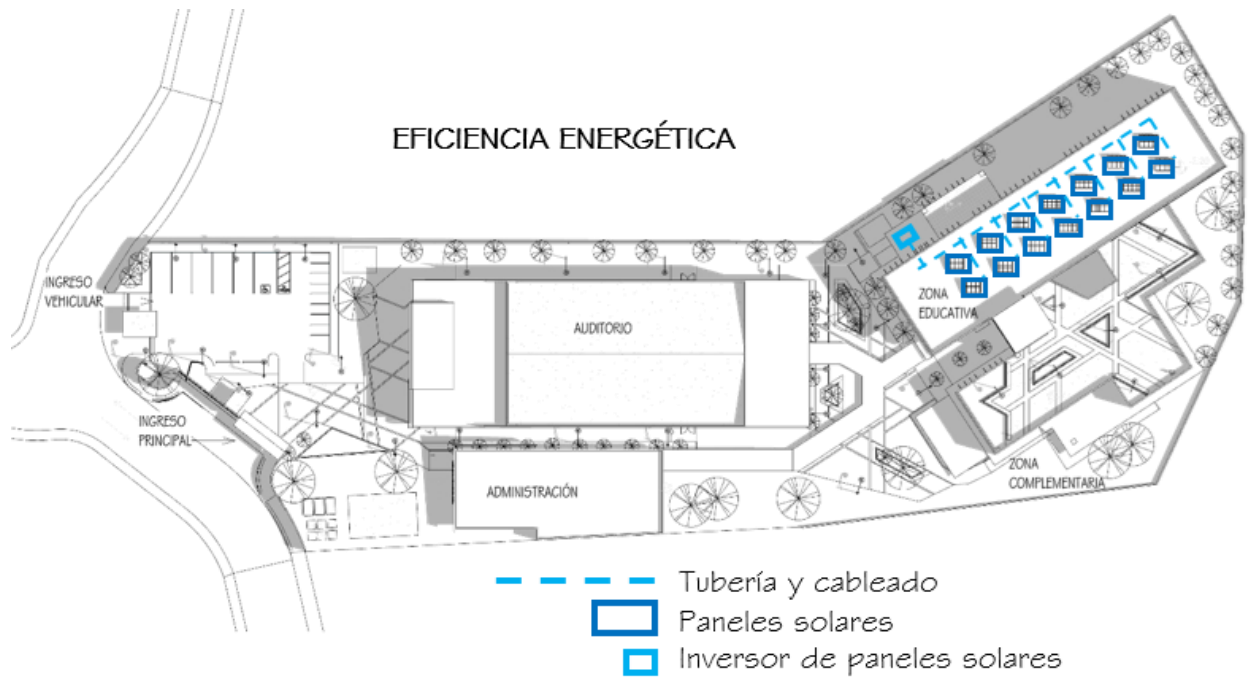 EFICIENCIA ENERGÉTICA
INGRESO
VEHICULAR
AUDITORIO
ZONA
EDUCATIVA
INGRESO
PRINCIPAL
ADMINISTRACIÓN
ZONA
COMPLEMENTARIA
Tubería y cableado
Paneles solares
Inversor de paneles solares